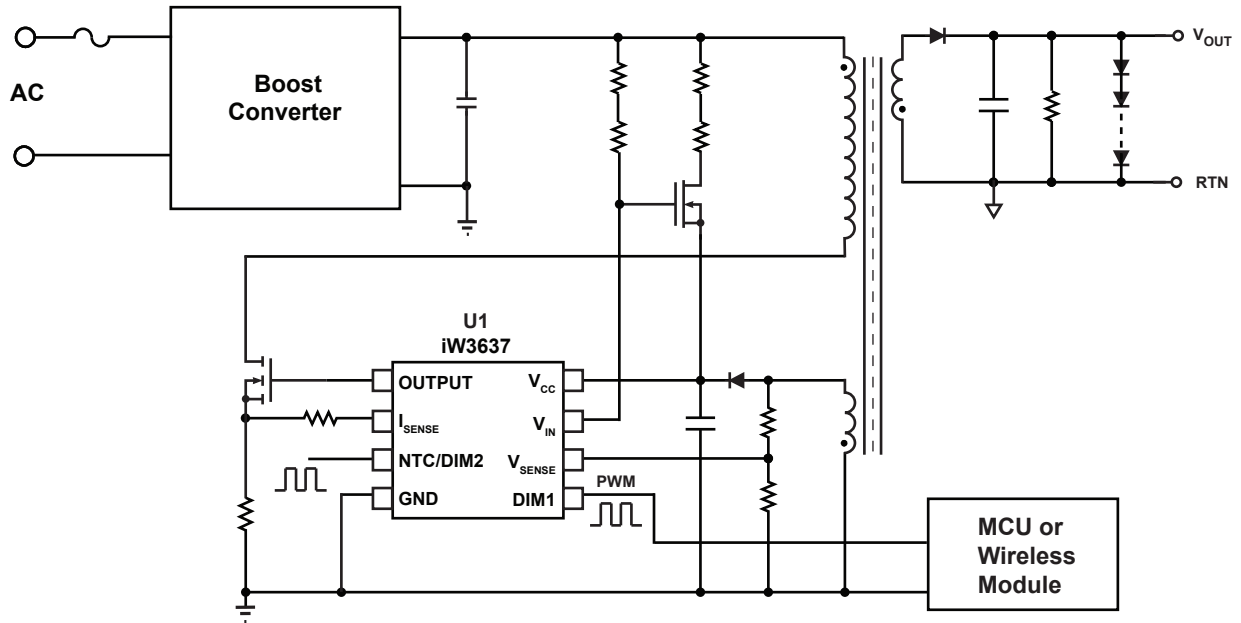 AC
Boost
Converter
VOUT
RTN
U1
iW3637
OUTPUT
ISENSE
NTC/DIM2
GND
VCC
VIN
VSENSE
DIM1
PWM
MCU or
Wireless
Module